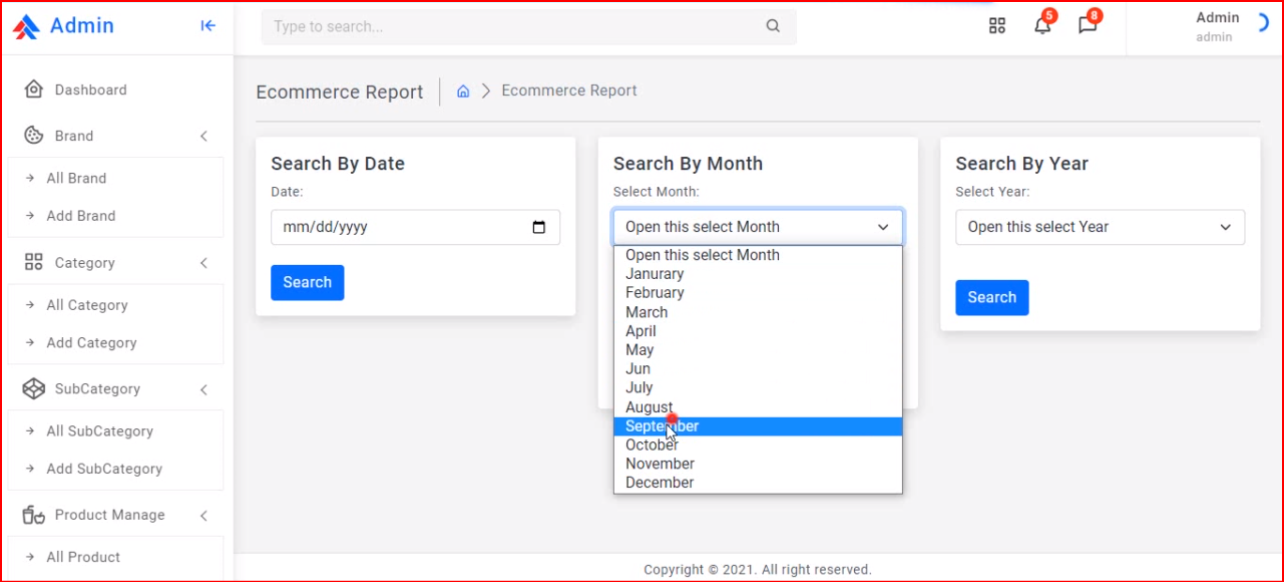 Admin
Type to search...
5
8
Admin
admin
Dashboard
Brand
All Brand
Add Brand
Category
All Category
Add Category
SubCategory
All SubCategory
Add SubCategory
Product Manage
All Product
Ecommerce Report
Ecommerce Report
Search By Date
Date:
mm/dd/yyyy
Search
Search By Month
Select Month:
Open this select Month
Open this select Month
Janurary
February
March
April
May
Jun
July
August
September
October
November
December
Search By Year
Select Year:
Open this select Year
Search
Copyright © 2021. All right reserved.